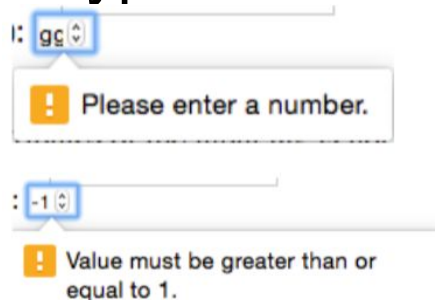 : gg
Please enter a number.
: -1
Value must be greater than or
equal to 1.